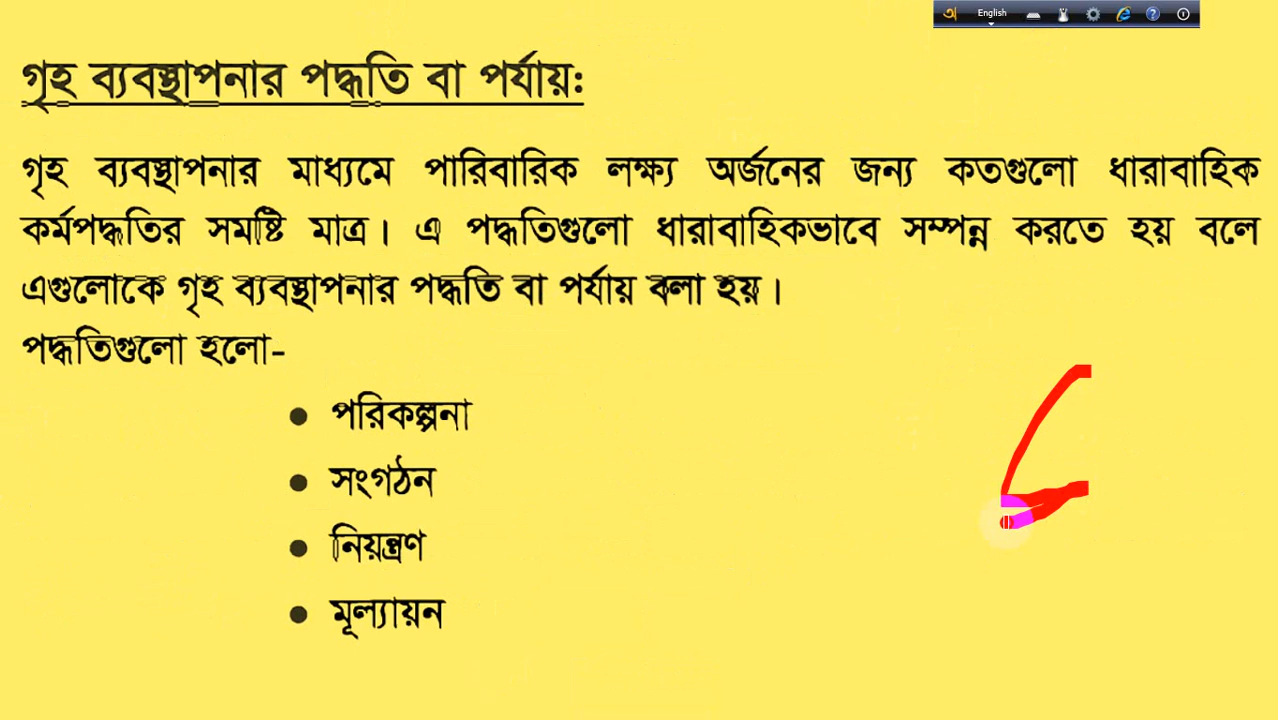 অ English
গৃহ ব্যবস্থাপনার পদ্ধতি বা পর্যায়:
গৃহ ব্যবস্থাপনার মাধ্যমে পারিবারিক লক্ষ্য অর্জনের জন্য কতগুলো ধারাবাহিক
কর্মপদ্ধতির সমষ্টি মাত্র। এ পদ্ধতিগুলো ধারাবাহিকভাবে সম্পন্ন করতে হয় বলে
এগুলোকে গৃহ ব্যবস্থাপনার পদ্ধতি বা পর্যায় বলা হয়।
পদ্ধতিগুলো হলো-
• পরিকল্পনা
• সংগঠন
• নিয়ন্ত্রণ
• মূল্যায়ন